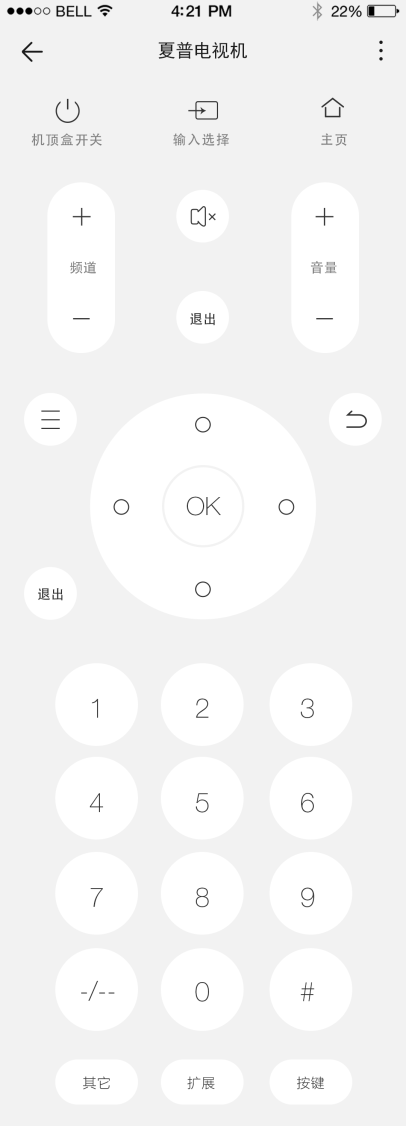 BELL 4:21 PM 22%
夏普电视机
机顶盒开关 输入选择 主页
频道 音量
退出
OK
退出
1 2 3
4 5 6
7 8 9
-/-- 0 #
其它 扩展 按键